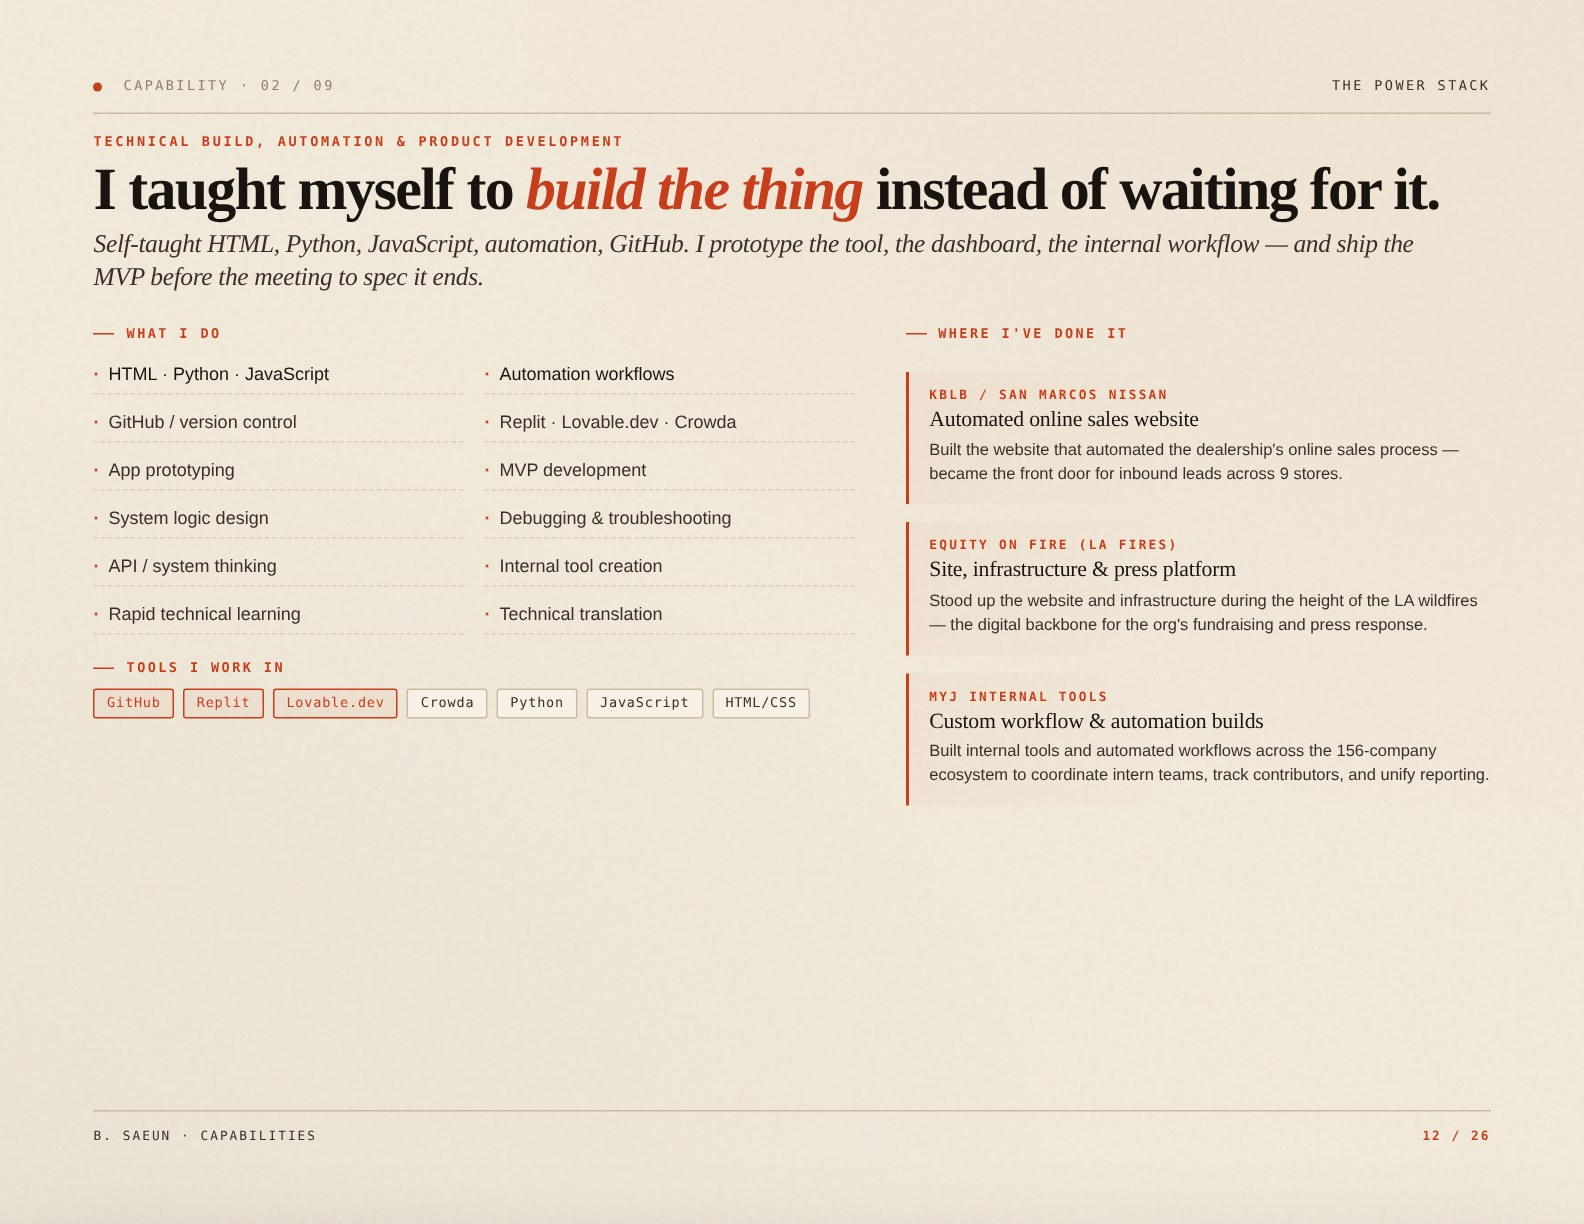 CAPABILITY · 02 / 09
THE POWER STACK
TECHNICAL BUILD, AUTOMATION & PRODUCT DEVELOPMENT
I taught myself to build the thing instead of waiting for it.
Self-taught HTML, Python, JavaScript, automation, GitHub. I prototype the tool, the dashboard, the internal workflow — and ship the
MVP before the meeting to spec it ends.
WHAT I DO
· HTML · Python · JavaScript
· Automation workflows
· GitHub / version control
· Replit · Lovable.dev · Crowda
· App prototyping
· MVP development
· System logic design
· Debugging & troubleshooting
· API / system thinking
· Internal tool creation
· Rapid technical learning
· Technical translation
TOOLS I WORK IN
GitHub Replit Lovable.dev Crowda Python JavaScript HTML/CSS
WHERE I'VE DONE IT
KBLB / SAN MARCOS NISSAN
Automated online sales website
Built the website that automated the dealership's online sales process —
became the front door for inbound leads across 9 stores.
EQUITY ON FIRE (LA FIRES)
Site, infrastructure & press platform
Stood up the website and infrastructure during the height of the LA wildfires
— the digital backbone for the org's fundraising and press response.
MYJ INTERNAL TOOLS
Custom workflow & automation builds
Built internal tools and automated workflows across the 156-company
ecosystem to coordinate intern teams, track contributors, and unify reporting.
B. SAEUN · CAPABILITIES
12 / 26